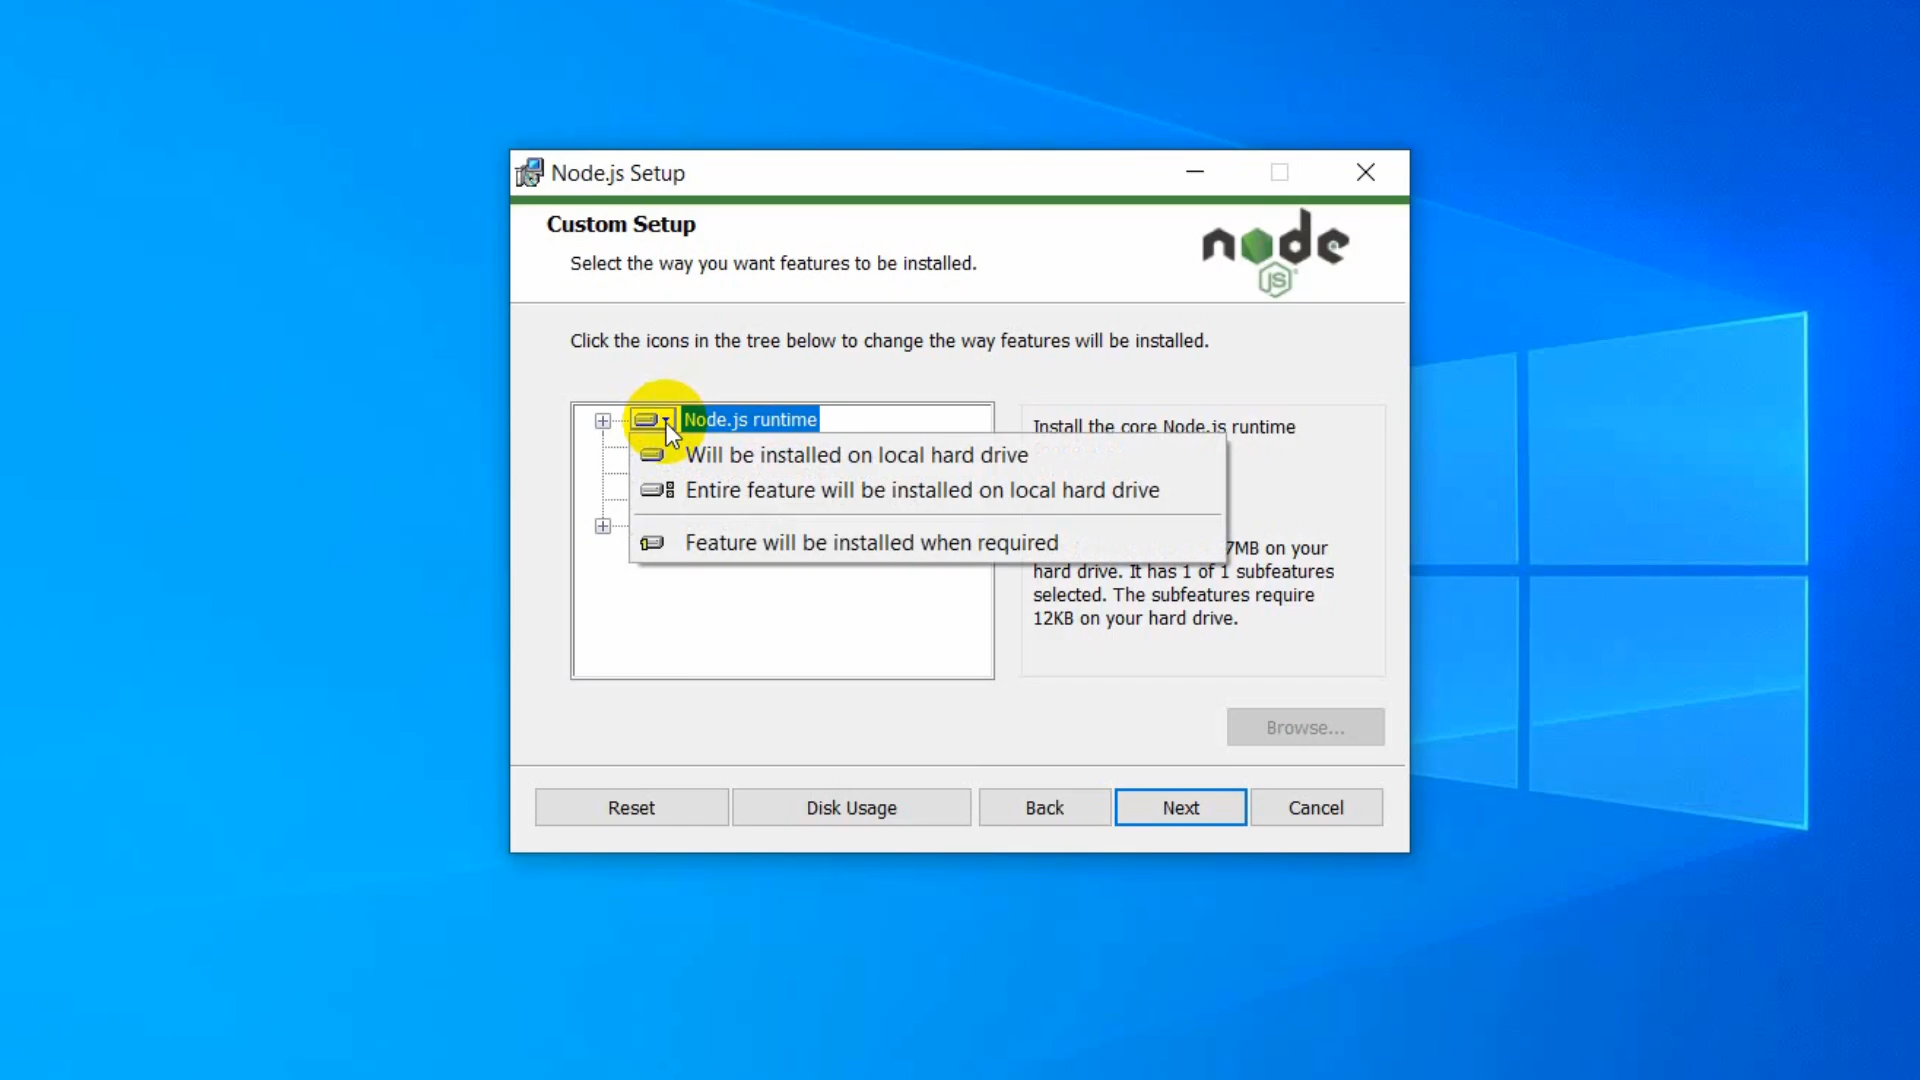 Node.js Setup
Custom Setup
Select the way you want features to be installed.
node
JS
Click the icons in the tree below to change the way features will be installed.
Node.js runtime
Will be installed on local hard drive
Entire feature will be installed on local hard drive
Feature will be installed when required
Install the core Node.js runtime
7MB on your
hard drive. It has 1 of 1 subfeatures
selected. The subfeatures require
12KB on your hard drive.
Browse...
Reset
Disk Usage
Back
Next
Cancel